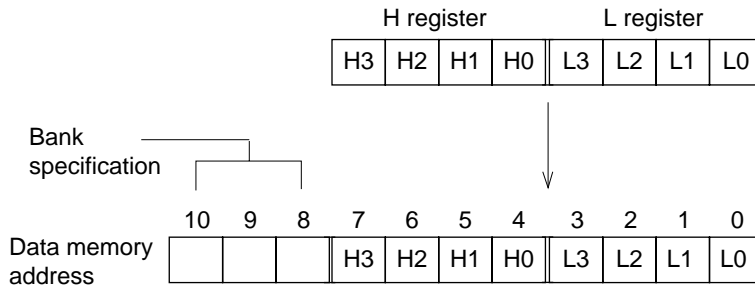 H register L register
H3 H2 H1 H0 L3 L2 L1 L0
Bank
specification
10 9 8 7 6 5 4 3 2 1 0
Data memory
address
H3 H2 H1 H0 L3 L2 L1 L0